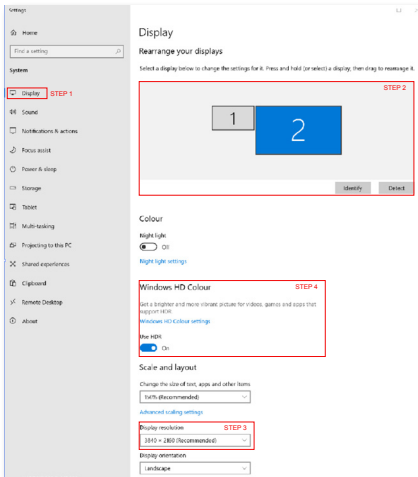 Settings
Home
Find a setting
System
Display
STEP 1
Sound
Notifications & actions
Focus assist
Power & sleep
Storage
Tablet
Multi-tasking
Projecting to this PC
Shared experiences
Clipboard
Remote Desktop
About
Display
Rearrange your displays
Select a display below to change the settings for it. Press and hold (or select) a display, then drag to rearrange it.
STEP 2
1
2
Identify
Detect
Colour
Night light
Off
Night light settings
Windows HD Colour
STEP 4
Get a brighter and more vibrant picture for videos, games and apps that
support HDR.
Windows HD Colour settings
Use HDR
On
Scale and layout
Change the size of text, apps and other items
150% (Recommended)
Advanced scaling settings
Display resolution
STEP 3
3840 × 2160 (Recommended)
Display orientation
Landscape